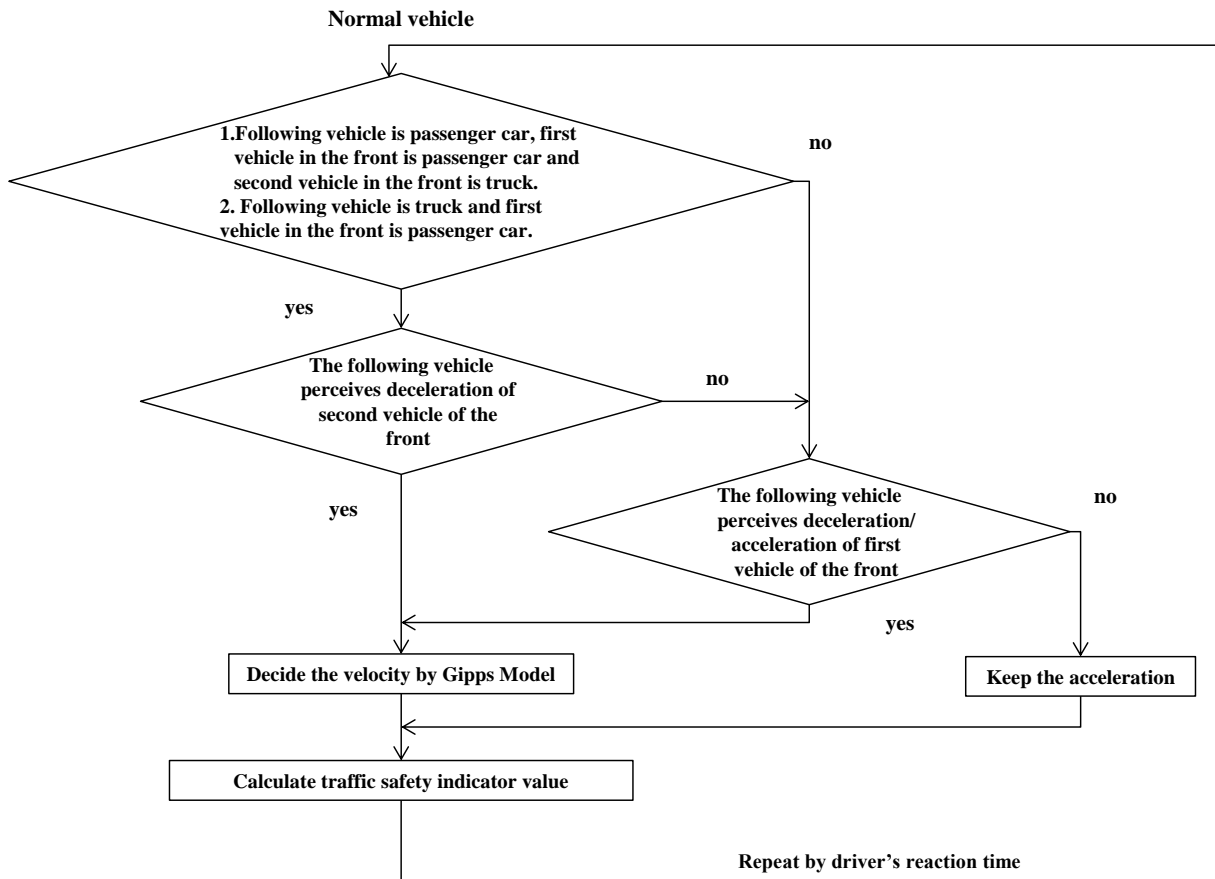 Normal vehicle
1.Following vehicle is passenger car, first
vehicle in the front is passenger car and
second vehicle in the front is truck.
2. Following vehicle is truck and first
vehicle in the front is passenger car.
no
yes
The following vehicle
perceives deceleration of
second vehicle of the
front
no
yes
The following vehicle
perceives deceleration/
acceleration of first
vehicle of the front
no
yes
Decide the velocity by Gipps Model
Keep the acceleration
Calculate traffic safety indicator value
Repeat by driver’s reaction time